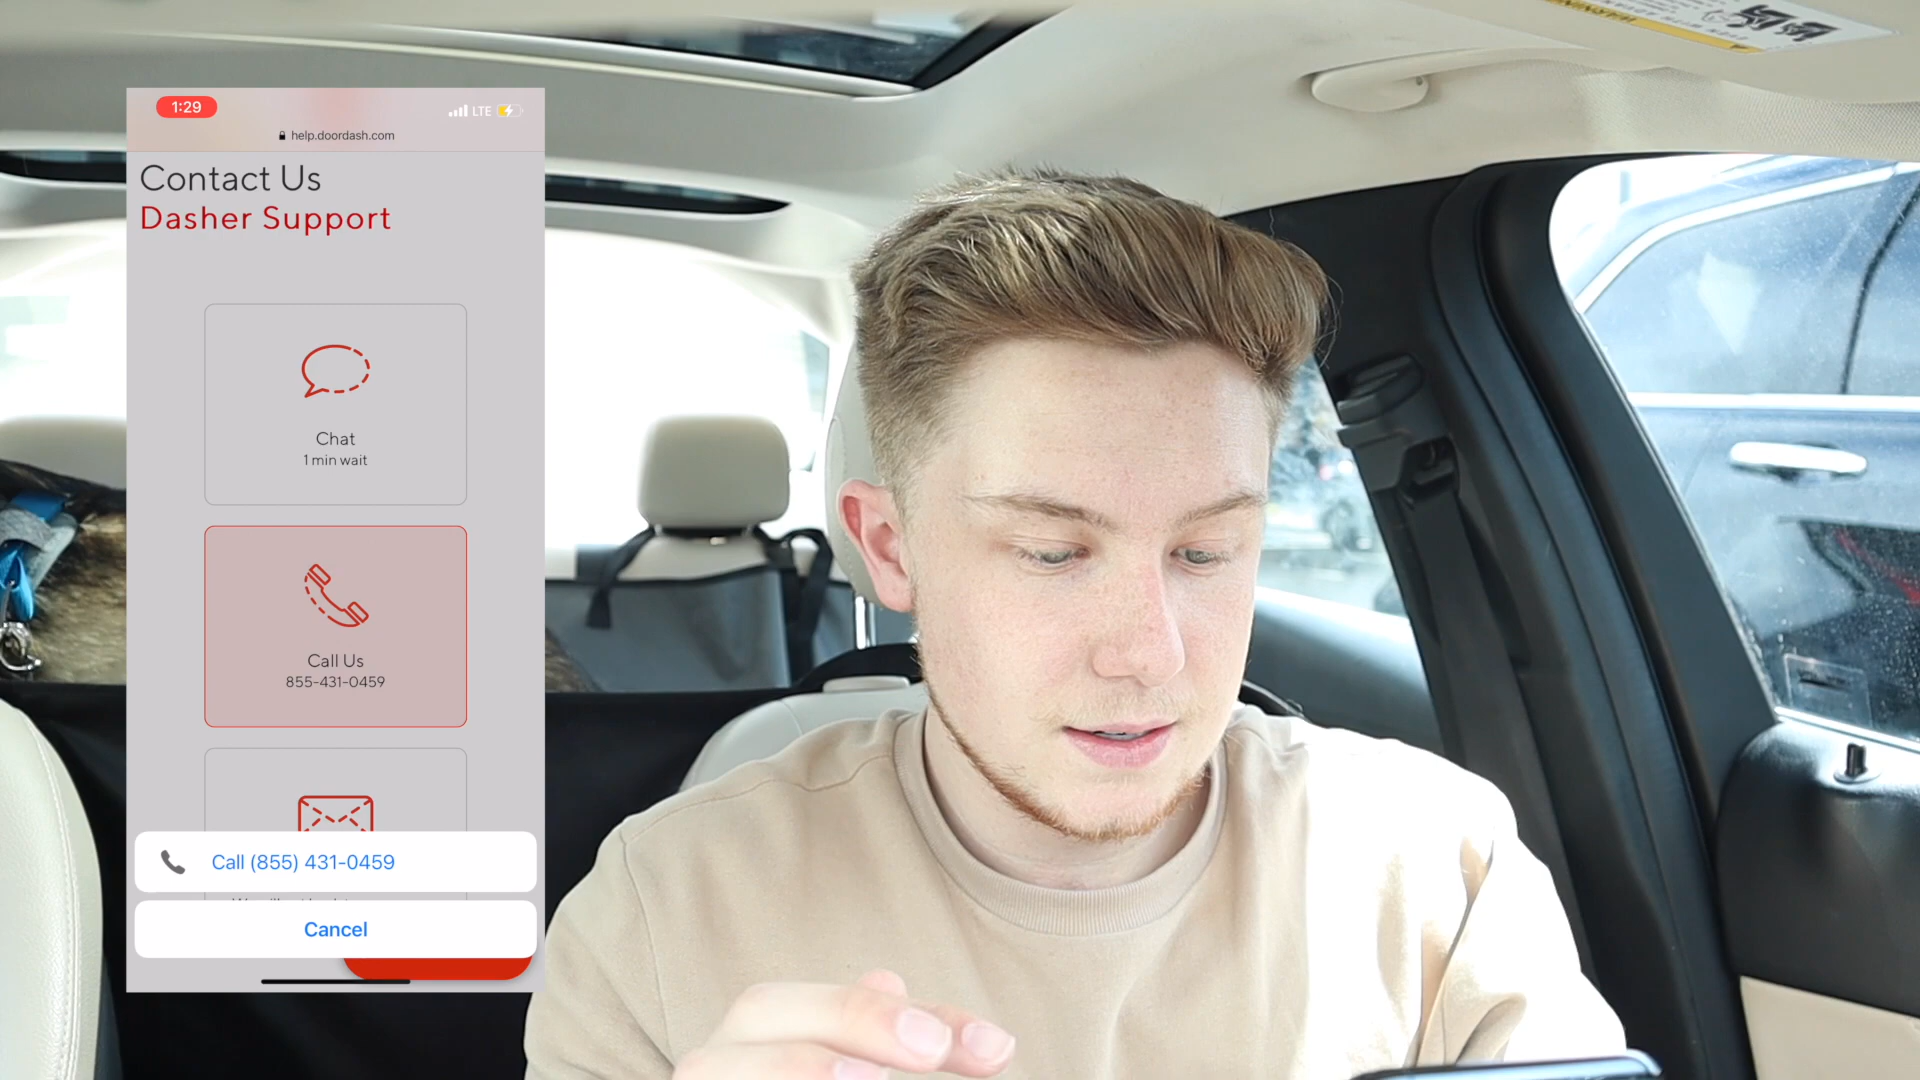 1:29
LTE
help.doordash.com
Contact Us
Dasher Support
Chat
1 min wait
Call Us
855-431-0459
Call (855) 431-0459
Cancel
WARNING